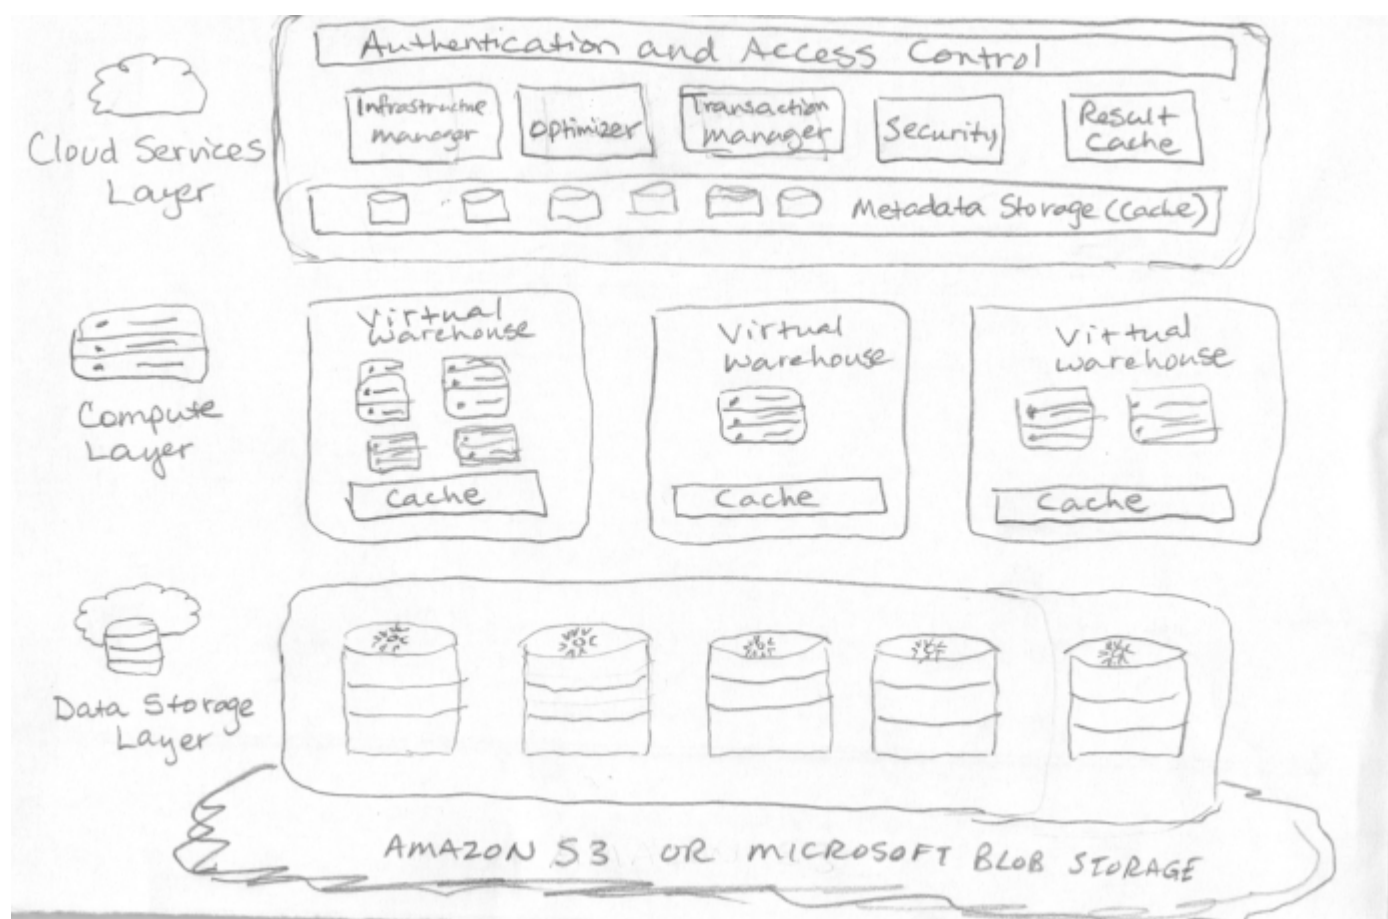 Authentication and Access Control
Infrastructure
manager
optimizer
Transaction
manager
Security
Result
Cache
Cloud Services
Layer
Metadata Storage (Cache)
Virtual
Warehouse
Cache
Virtual
Warehouse
Cache
Virtual
Warehouse
Cache
Compute
Layer
Data Storage
Layer
AMAZON S3 OR MICROSOFT BLOB STORAGE